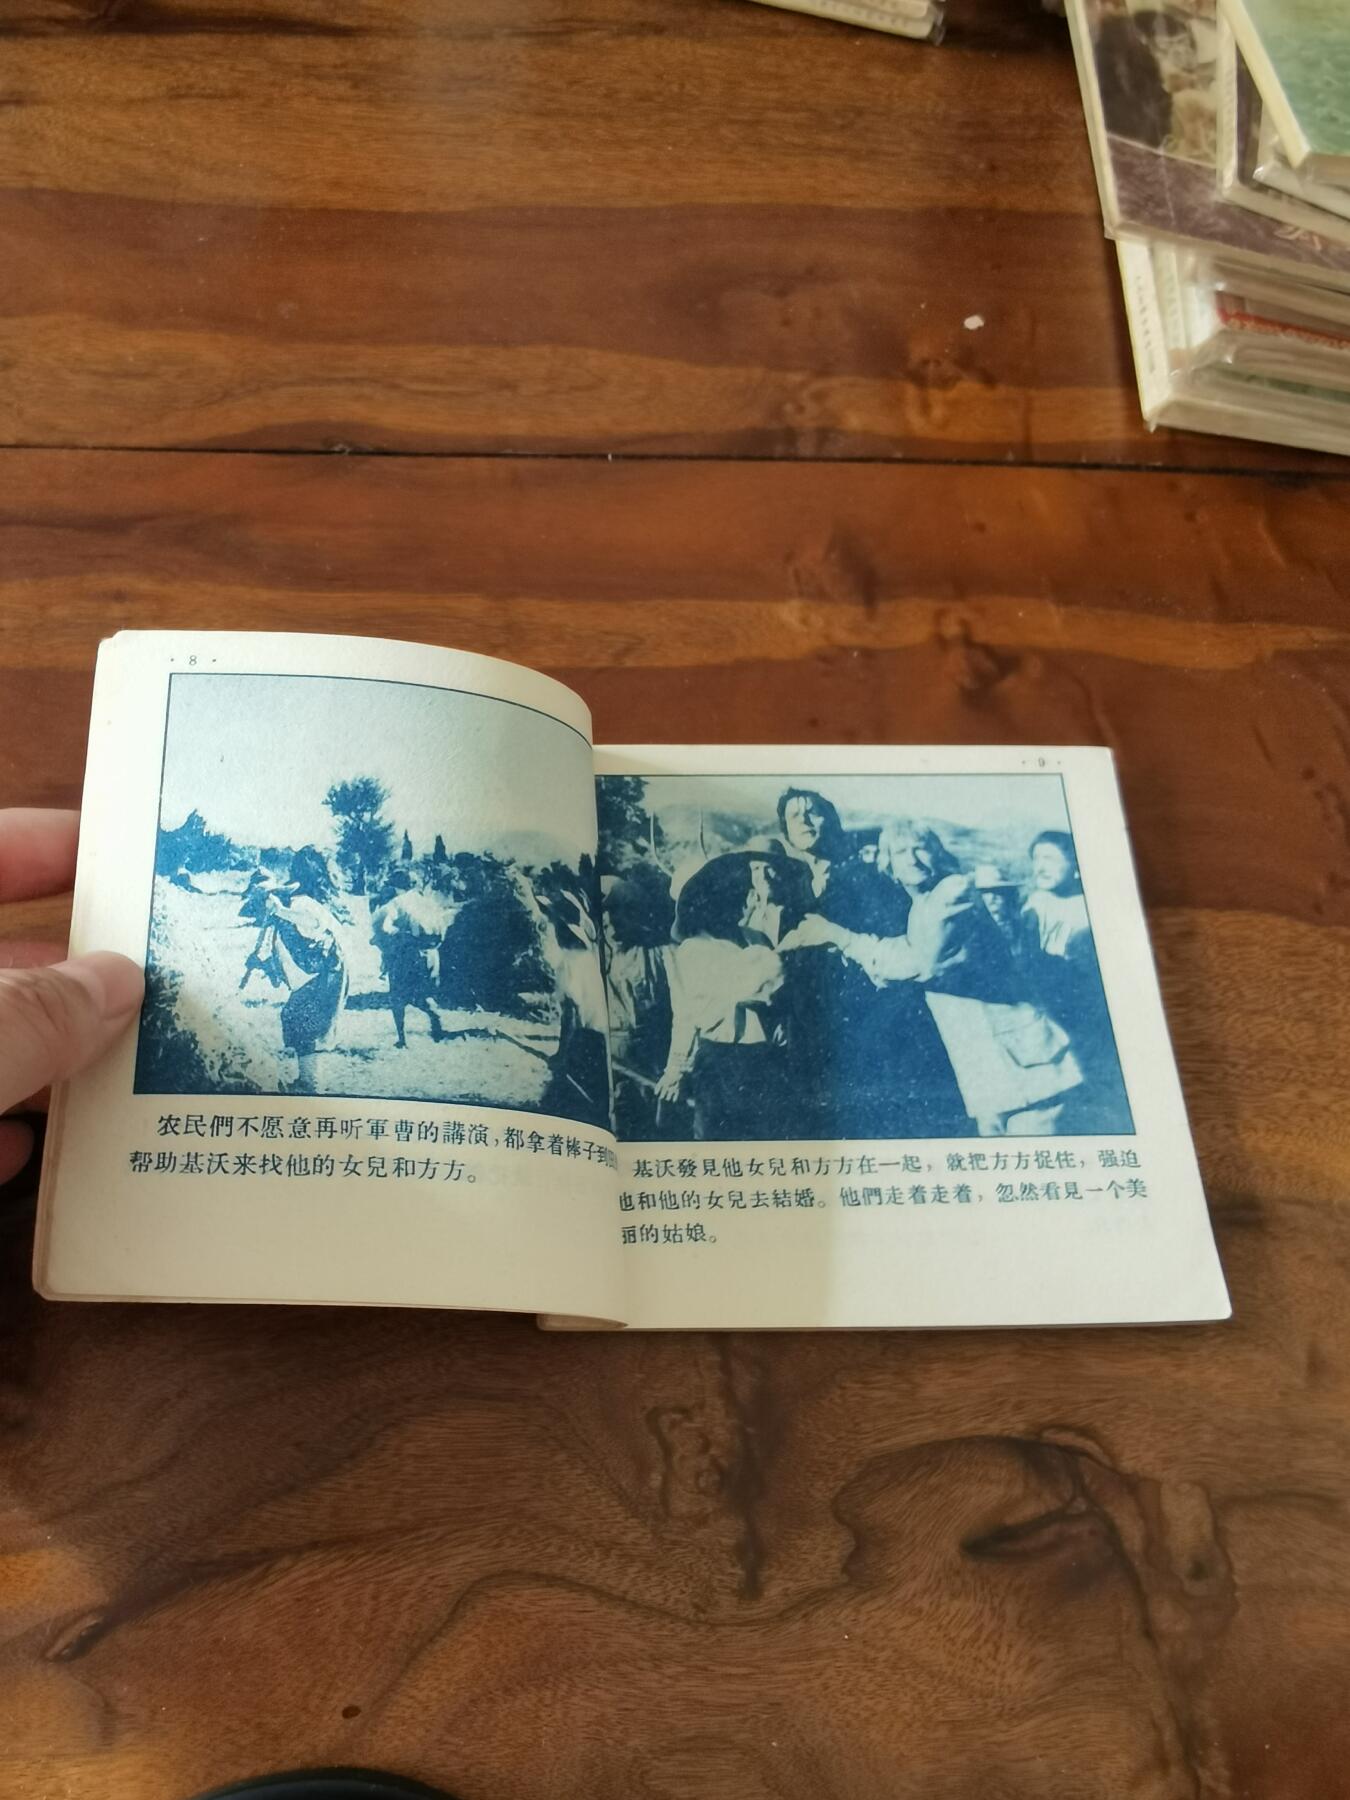 · 8 ·
农民們不愿意再听軍曹的講演，都拿着棒子到田
帮助基沃来找他的女兒和方方。
· 9 ·
基沃發見他女兒和方方在一起，就把方方捉住，强迫
他和他的女兒去結婚。他們走着走着，忽然看見一个美
丽的姑娘。